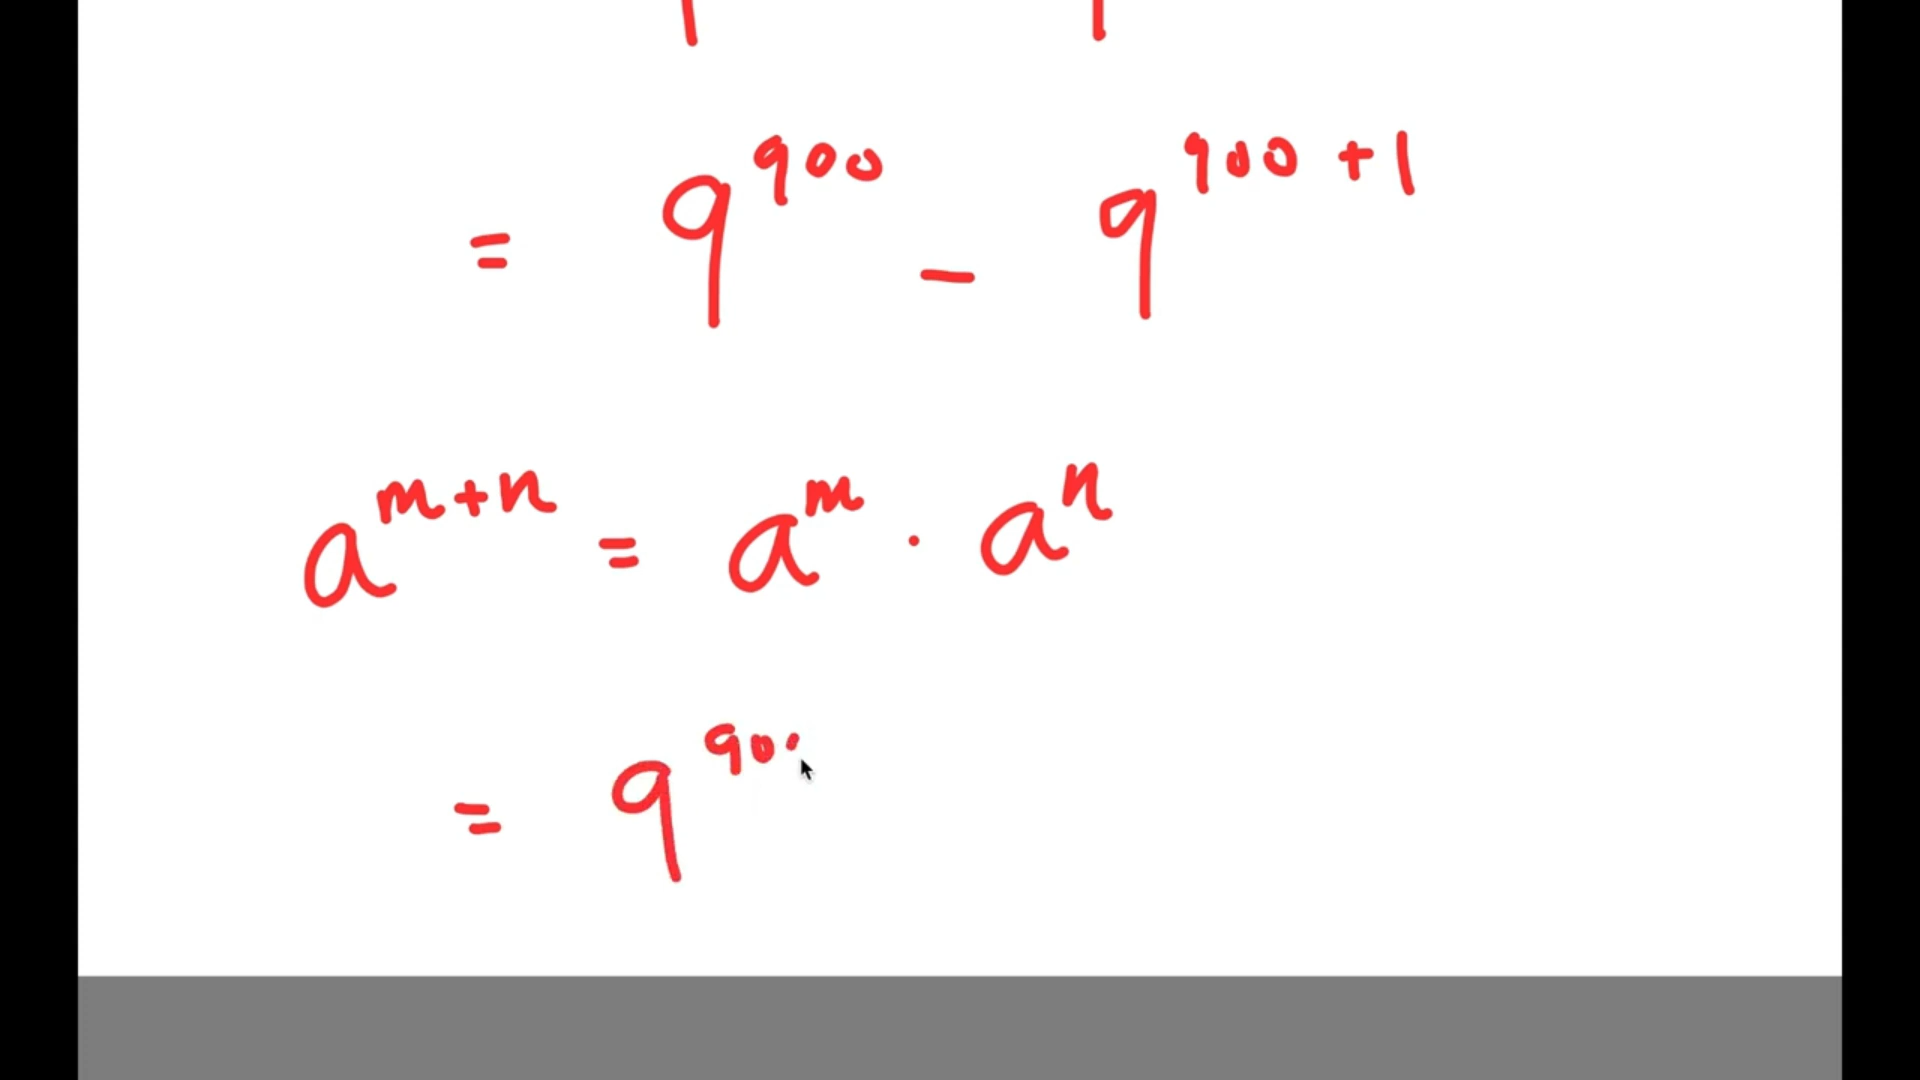 = 9^900 - 9^900+1
a^m+n = a^m · a^n
= 9^90